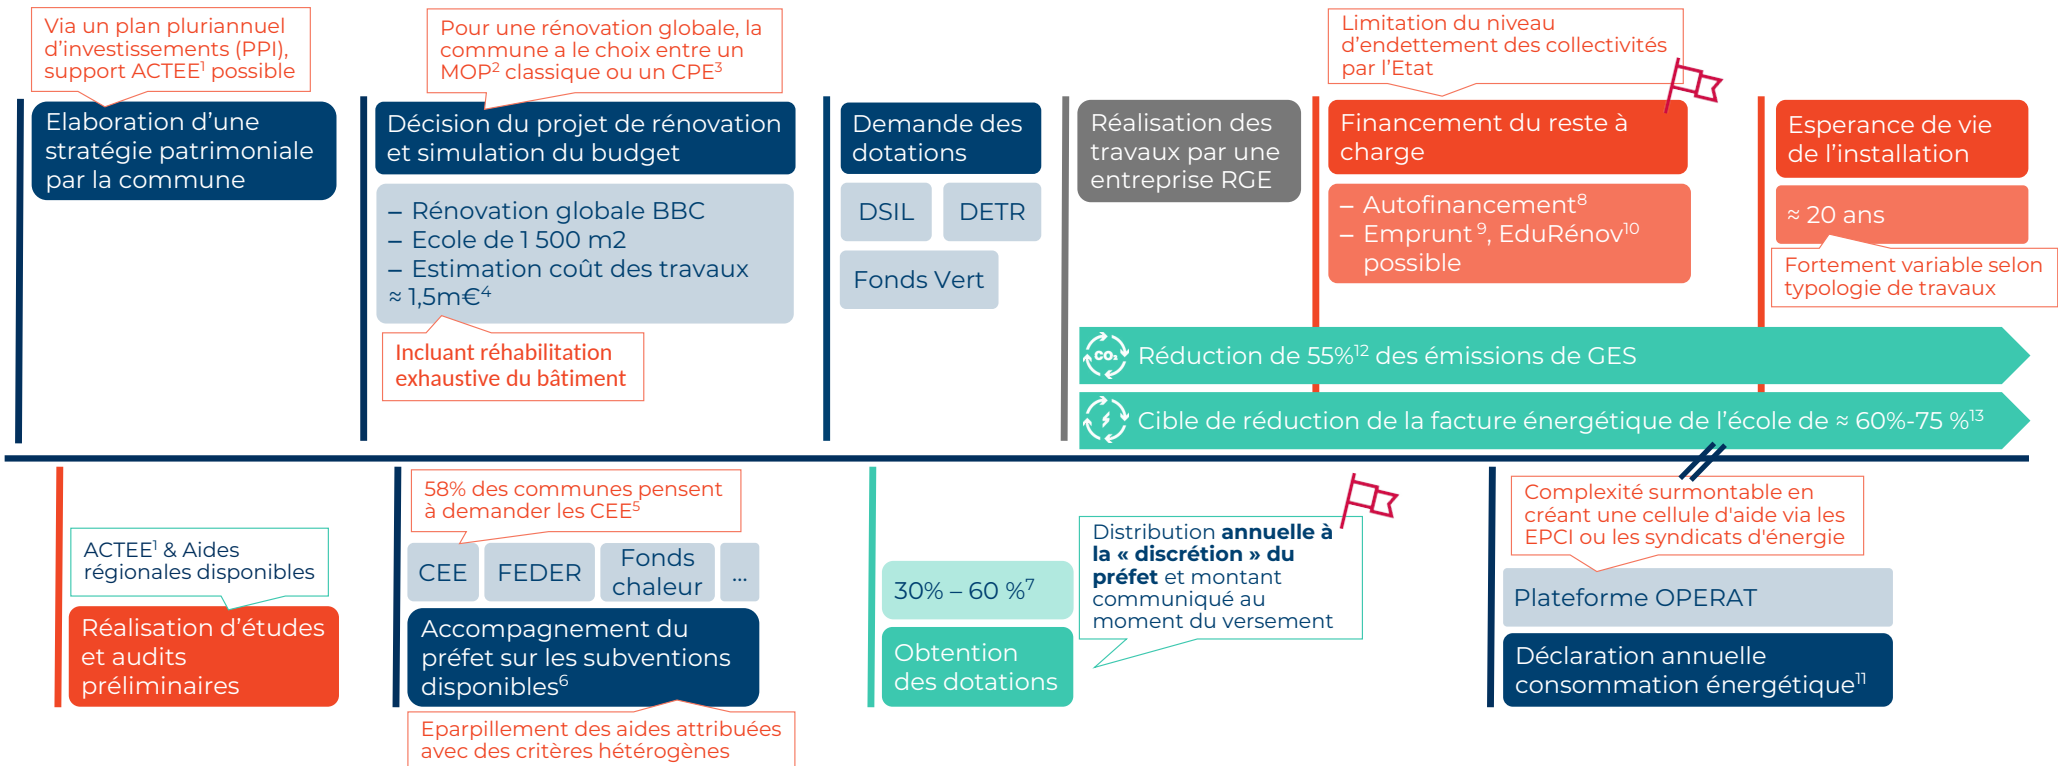 Via un plan pluriannuel
d’investissements (PPI),
support ACTEE¹ possible
Elaboration d’une
stratégie patrimoniale
par la commune
Pour une rénovation globale, la
commune a le choix entre un
MOP² classique ou un CPE³
Décision du projet de rénovation
et simulation du budget
– Rénovation globale BBC
– Ecole de 1 500 m2
– Estimation coût des travaux
≈ 1,5m€⁴
Incluant réhabilitation
exhaustive du bâtiment
Demande des
dotations
DSIL
DETR
Fonds Vert
Réalisation des
travaux par une
entreprise RGE
Limitation du niveau
d’endettement des collectivités
par l’Etat
Financement du reste à
charge
– Autofinancement⁸
– Emprunt ⁹, EduRénov¹⁰
possible
Esperance de vie
de l’installation
≈ 20 ans
Fortement variable selon
typologie de travaux
CO₂
Réduction de 55%¹² des émissions de GES
Cible de réduction de la facture énergétique de l’école de ≈ 60%-75 %¹³
ACTEE¹ & Aides
régionales disponibles
Réalisation d’études
et audits
préliminaires
58% des communes pensent
à demander les CEE⁵
CEE
FEDER
Fonds
chaleur
...
Accompagnement du
préfet sur les subventions
disponibles⁶
Eparpillement des aides attribuées
avec des critères hétérogènes
30% – 60 %⁷
Obtention
des dotations
Distribution annuelle à
la « discrétion » du
préfet et montant
communiqué au
moment du versement
Complexité surmontable en
créant une cellule d'aide via les
EPCI ou les syndicats d'énergie
Plateforme OPERAT
Déclaration annuelle
consommation énergétique¹¹